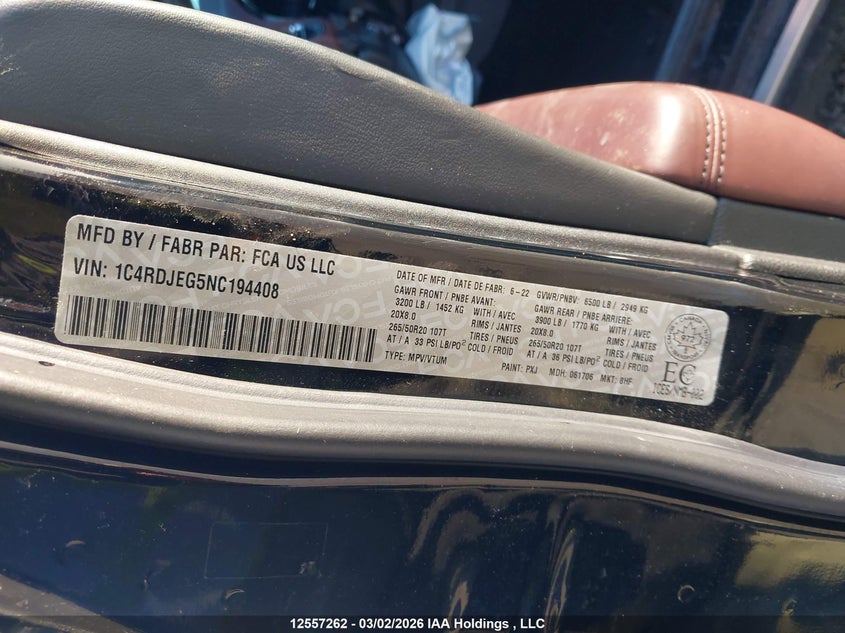 MFD BY / FABR PAR: FCA US LLC
VIN: 1C4RDJEG5NC194408
DATE OF MFR / DATE DE FABR: 6-22 GVWR/PNBV: 6500 LB / 2949 KG
GAWR FRONT / PNBE AVANT: GAWR REAR / PNBE ARRIERE:
3200 LB / 1452 KG WITH / AVEC 3900 LB / 1770 KG WITH / AVEC
20X8.0 RIMS / JANTES 20X8.0 RIMS / JANTES
265/50R20 107T TIRES / PNEUS 265/50R20 107T TIRES / PNEUS
AT / A 33 PSI LB/PO² COLD / FROID AT / A 36 PSI LB/PO² COLD / FROID
TYPE: MPV/VTUM PAINT: PXJ MDH: 061706 MKT: BHF
CANADA
977
EC
12557262 - 03/02/2026 IAA Holdings , LLC